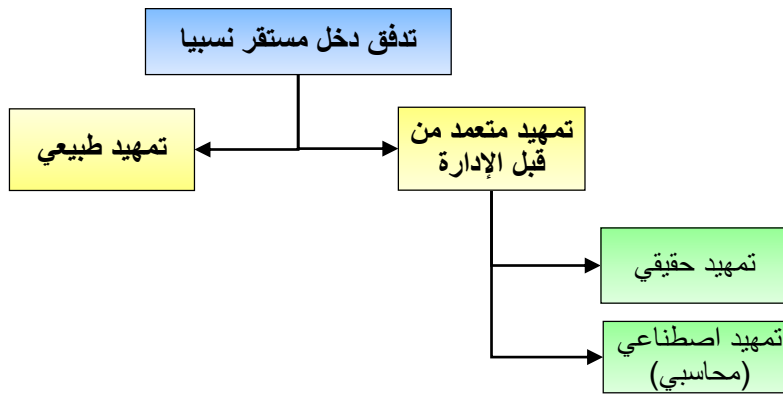 تدفق دخل مستقر نسبيا
تمهيد متعمد من
قبل الإدارة
تمهيد طبيعي
تمهيد حقيقي
تمهيد اصطناعي
(محاسبي)